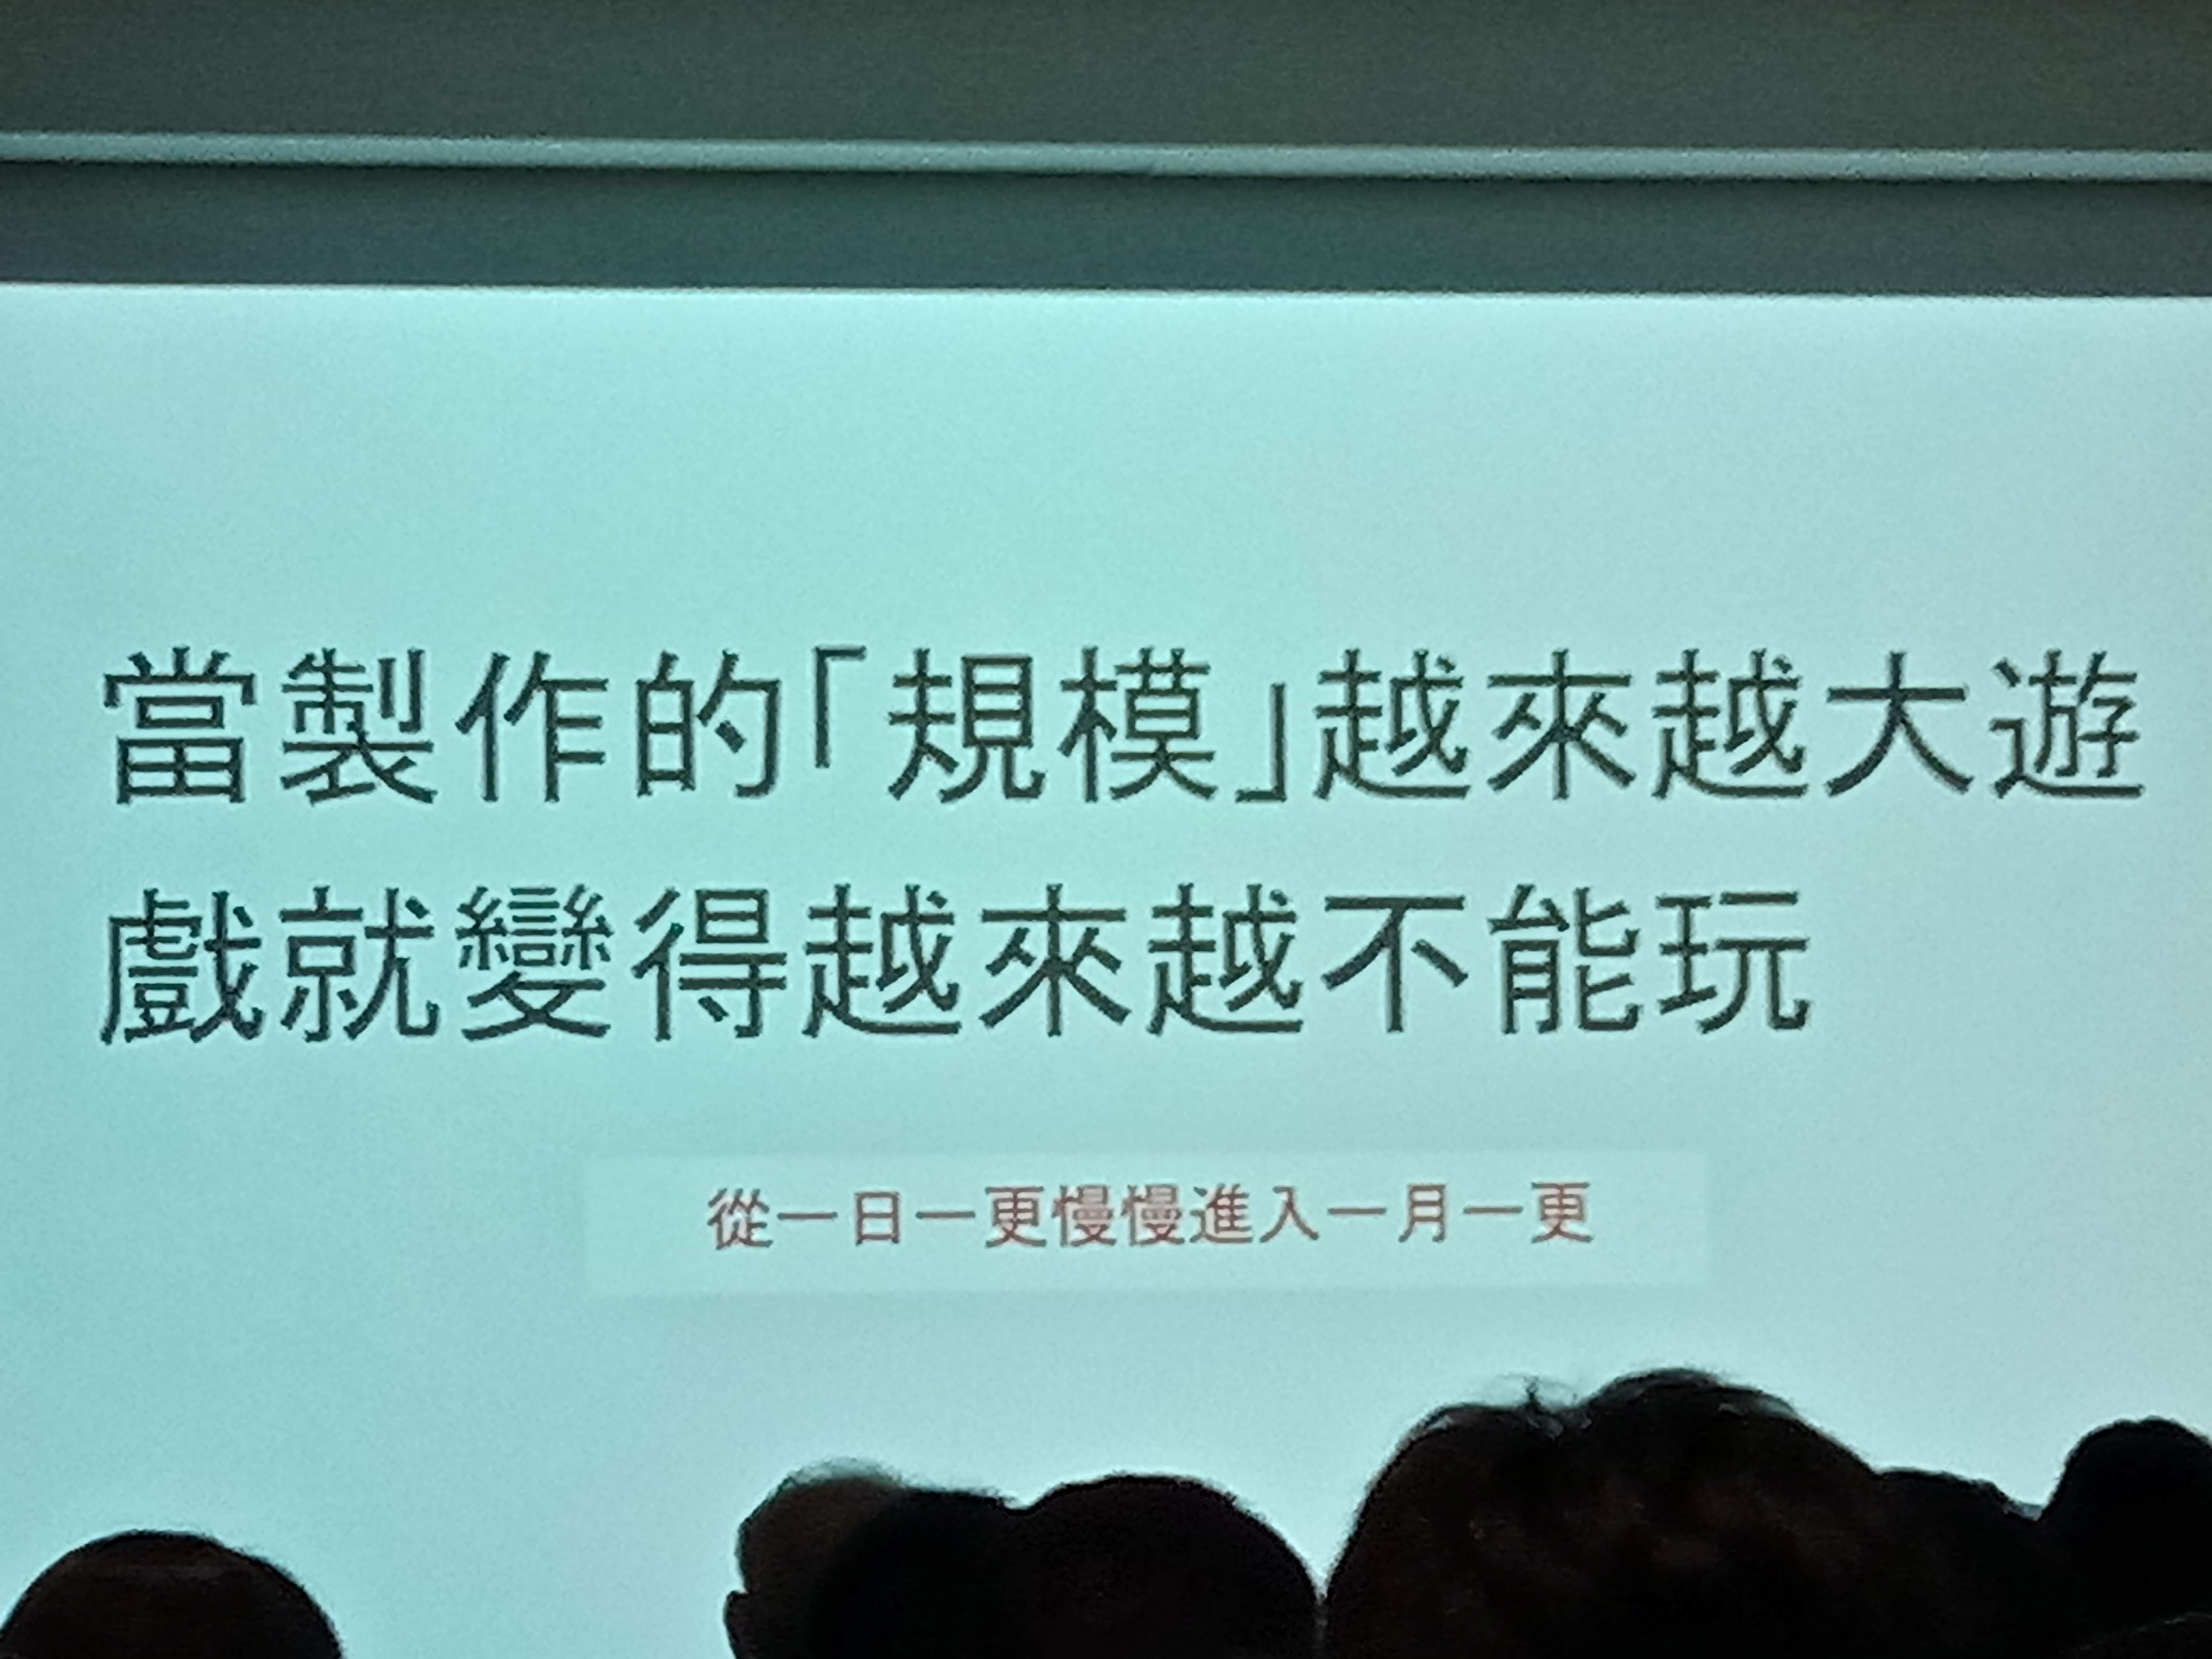 當製作的「規模」越來越大遊
戲就變得越來越不能玩
從一日一更慢慢進入一月一更